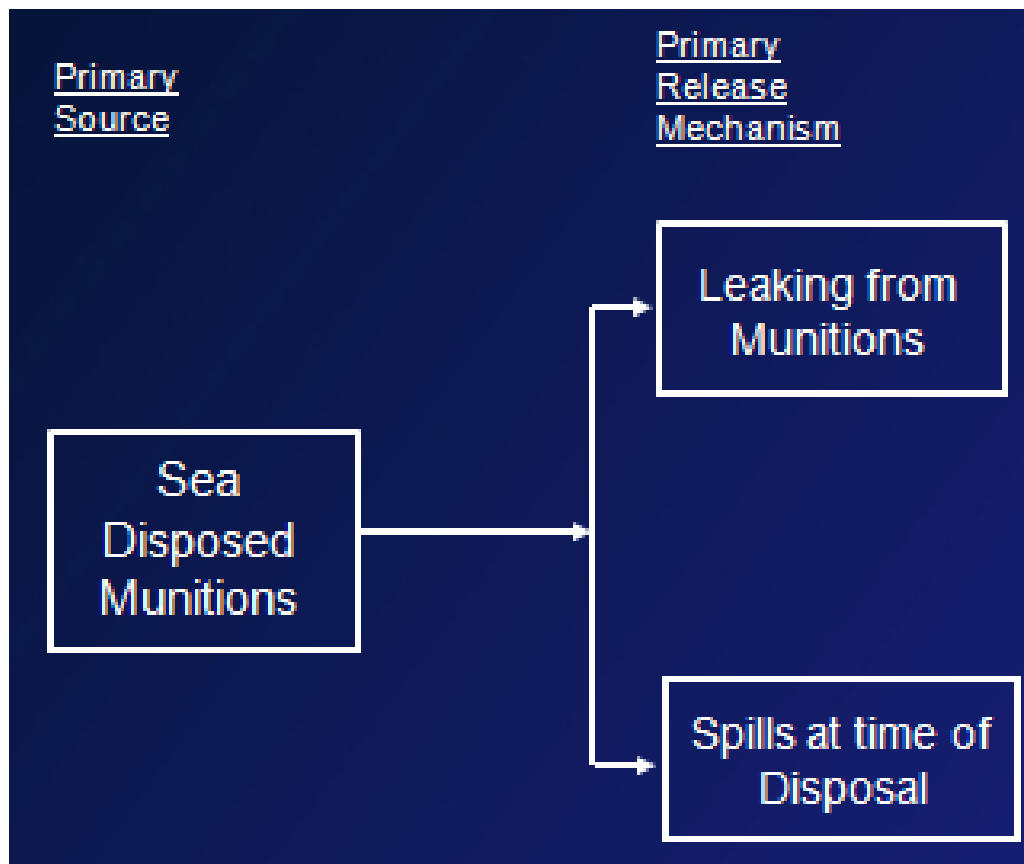 Primary
Source
Primary
Release
Mechanism
Leaking from
Munitions
Sea
Disposed
Munitions
Spills at time of
Disposal